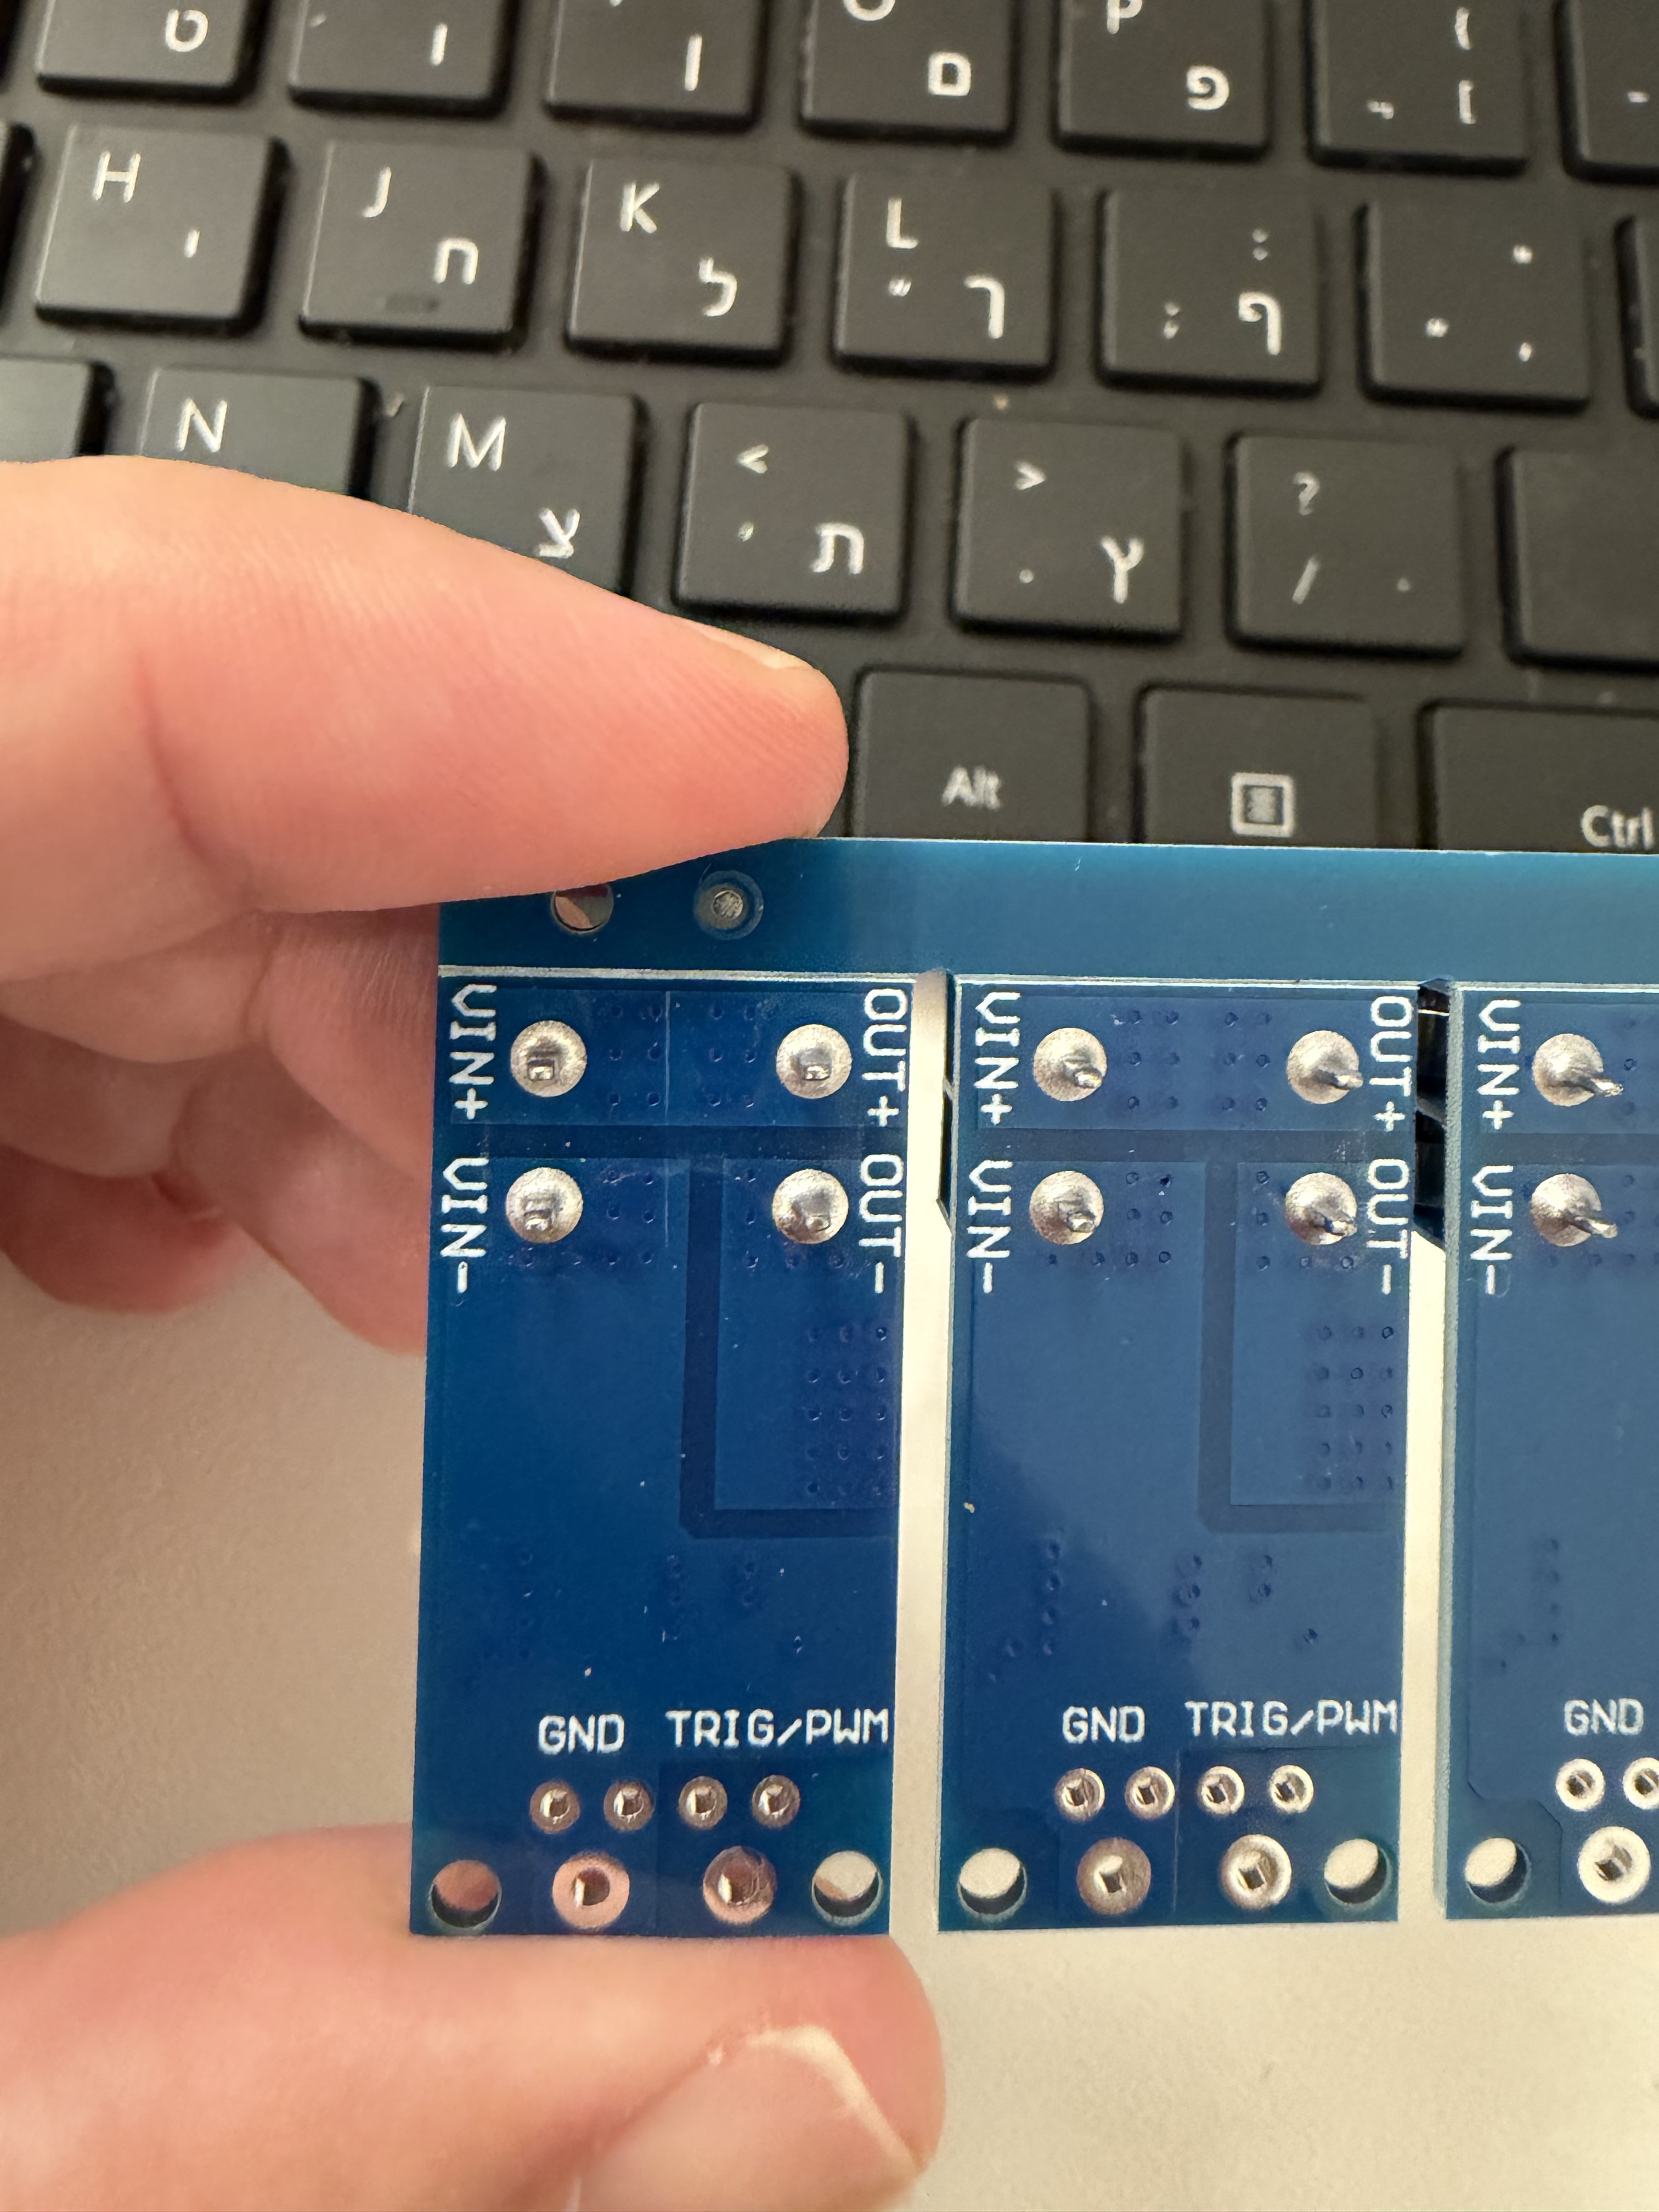 ט
ו
ן
ם
P
פ
H
י
J
ח
K
ל
L
" ך
:
; ף
"
" ,
N
M
צ
<
' ת
>
. ץ
?
/ .
Alt
Ctrl
VIN+
OUT+
VIN+
OUT+
VIN+
VIN-
OUT-
VIN-
OUT-
VIN-
GND TRIG/PWM
GND TRIG/PWM
GND